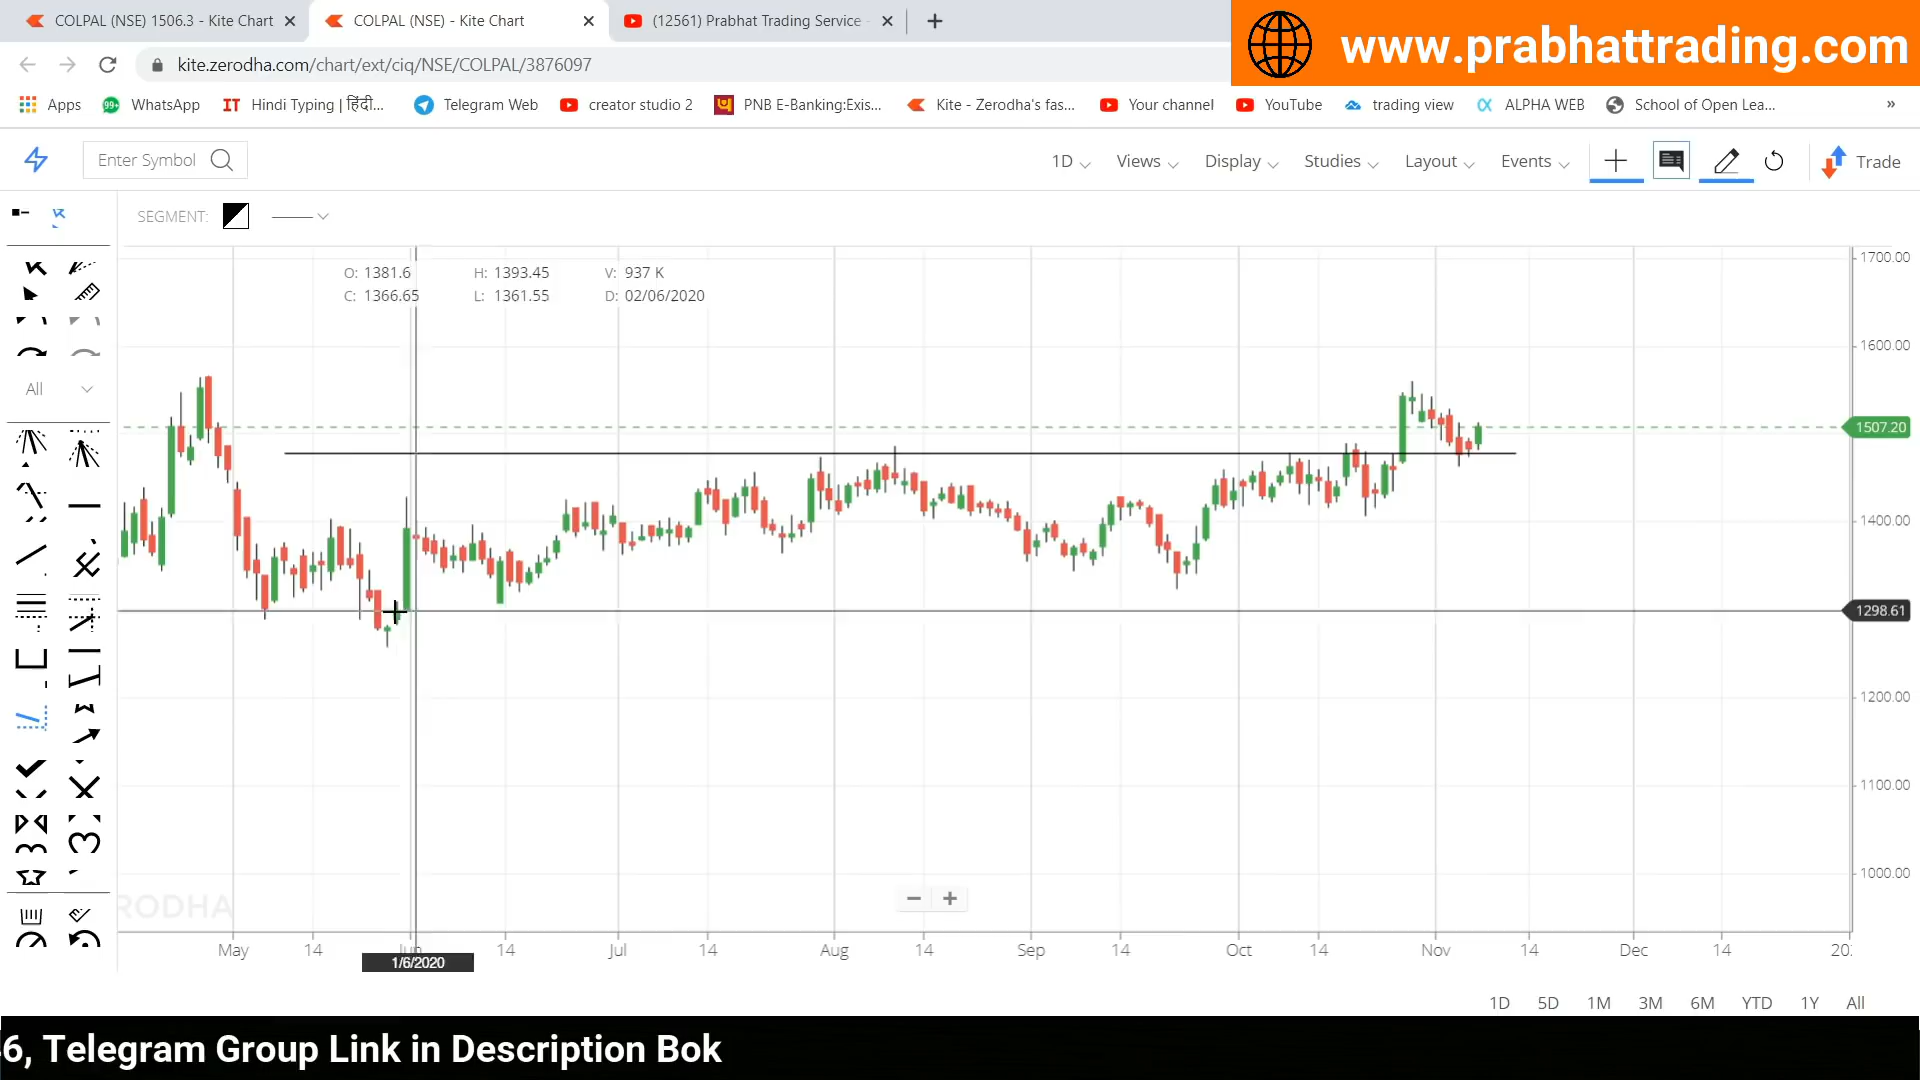 COLPAL (NSE) 1506.3 - Kite Chart
COLPAL (NSE) - Kite Chart
(12561) Prabhat Trading Service -
www.prabhattrading.com
kite.zerodha.com/chart/ext/ciq/NSE/COLPAL/3876097
Apps
99+ WhatsApp
IT Hindi Typing | हिंदी...
Telegram Web
creator studio 2
PNB E-Banking:Exis...
Kite - Zerodha's fas...
Your channel
YouTube
trading view
ALPHA WEB
School of Open Lea...
»
Enter Symbol
1D
Views
Display
Studies
Layout
Events
Trade
SEGMENT:
O: 1381.6 H: 1393.45 V: 937 K
C: 1366.65 L: 1361.55 D: 02/06/2020
All
1700.00
1600.00
1507.20
1400.00
1298.61
1200.00
1100.00
1000.00
RODHA
May 14 Jun 14 Jul 14 Aug 14 Sep 14 Oct 14 Nov 14 Dec 14 20
1/6/2020
1D 5D 1M 3M 6M YTD 1Y All
6, Telegram Group Link in Description Bok